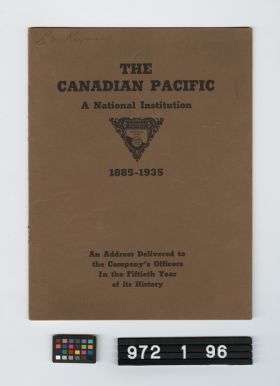 THE
CANADIAN PACIFIC
A National Institution
1885-1935
An Address Delivered to
the Company's Officers
In the Fiftieth Year
of its History
972 1 96